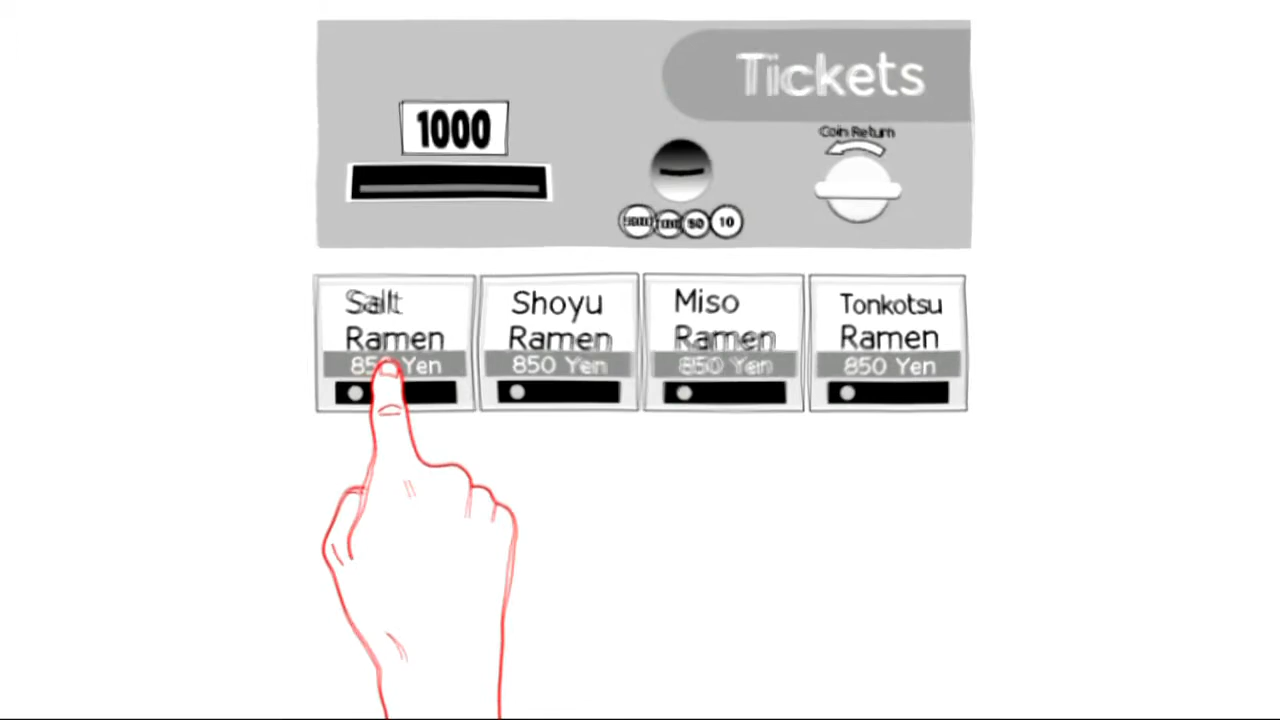 Tickets
1000
Coin Return
10
Salt
Ramen
850 Yen
Shoyu
Ramen
850 Yen
Miso
Ramen
850 Yen
Tonkotsu
Ramen
850 Yen